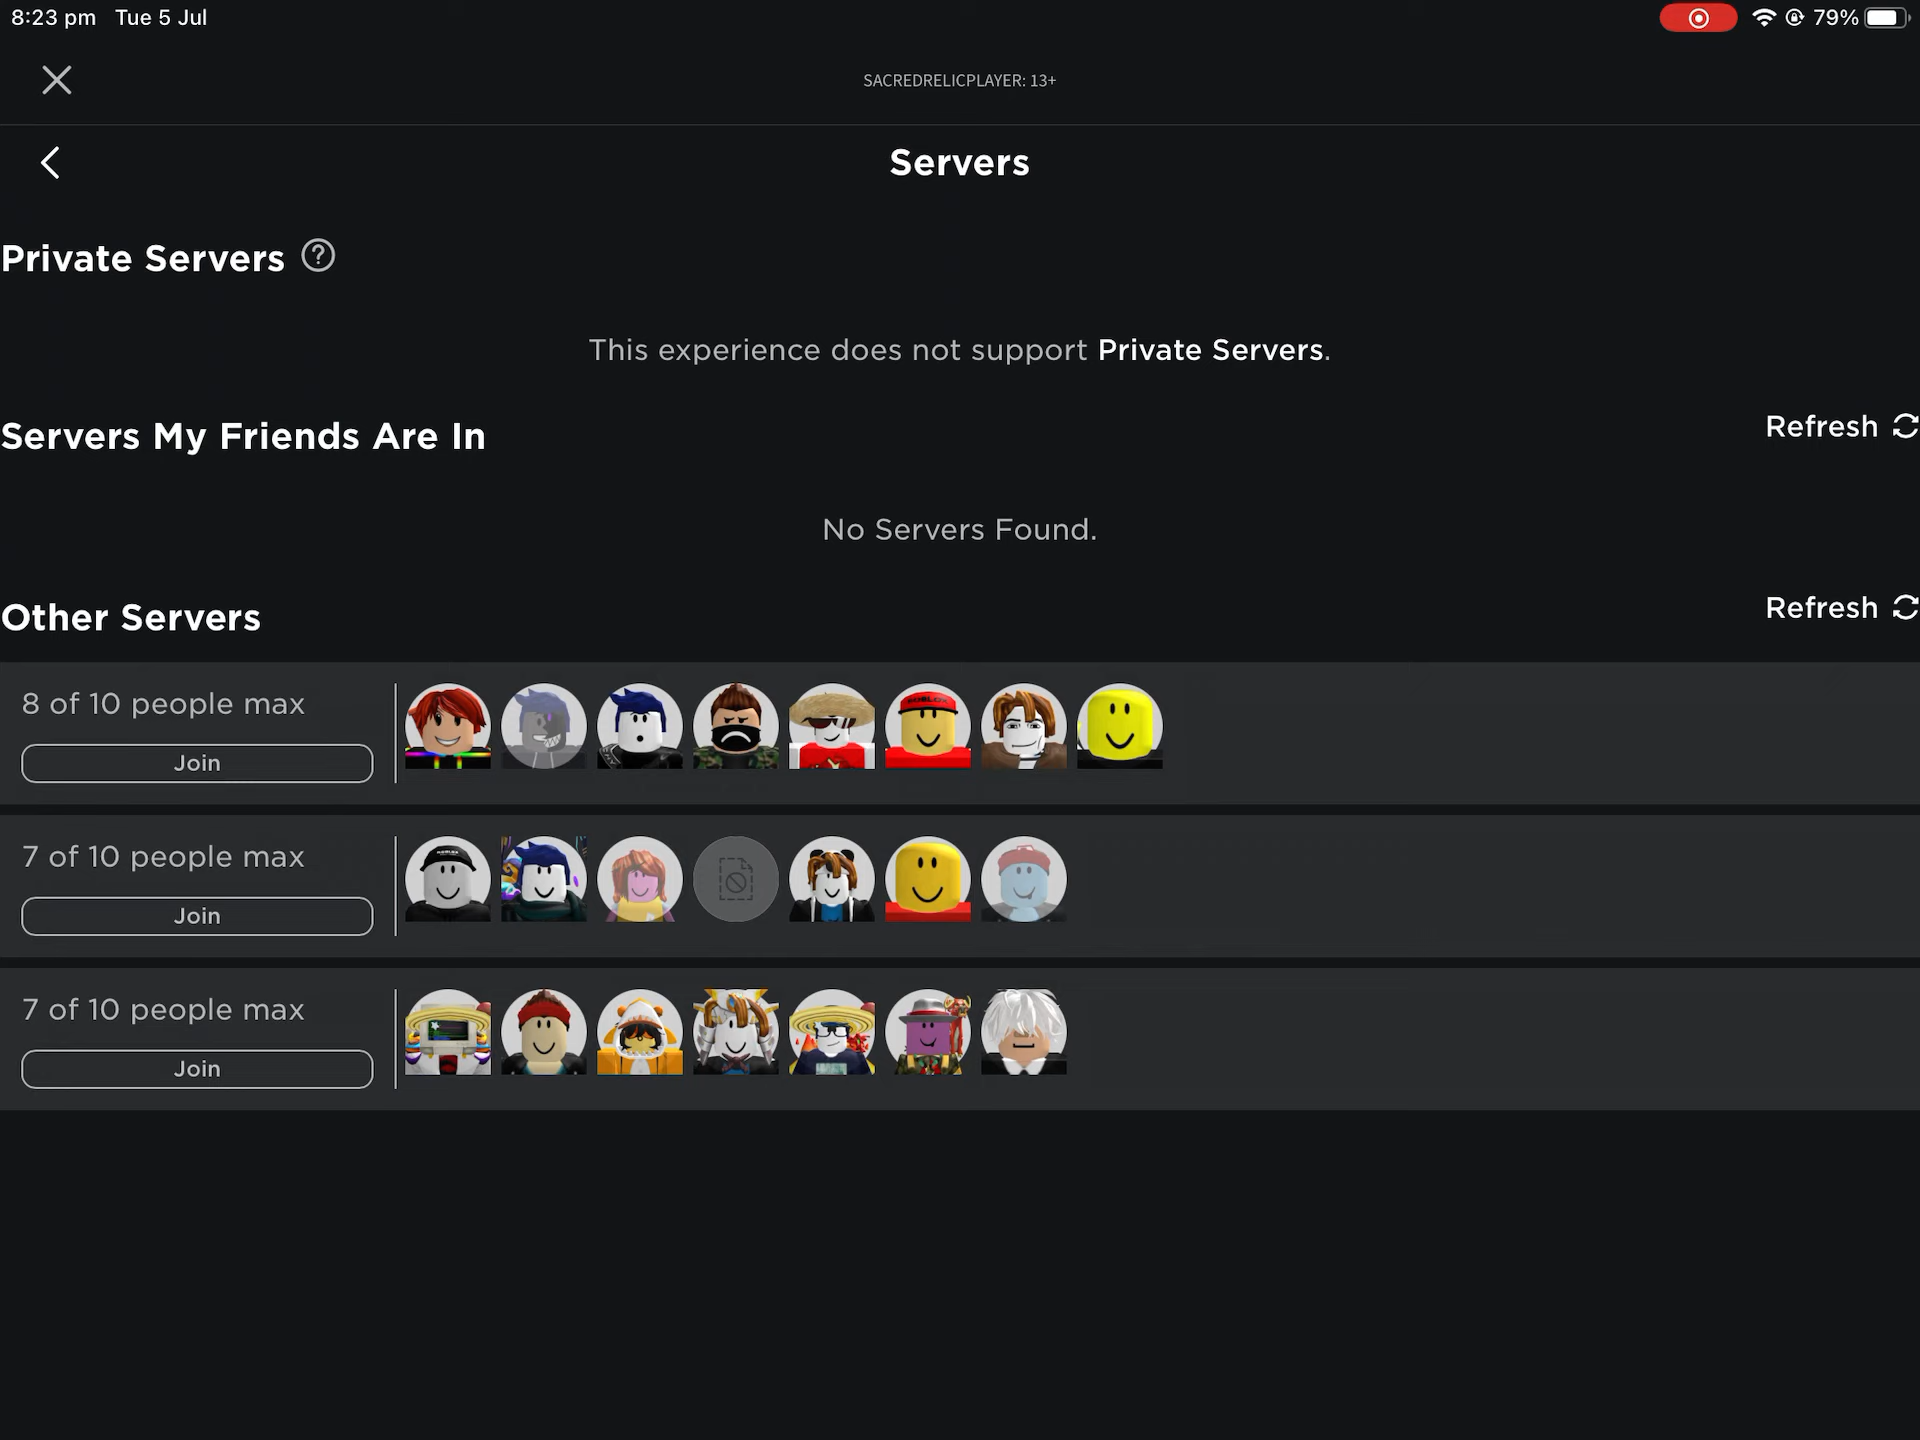 8:23 pm Tue 5 Jul
79%
SACREDRELICPLAYER: 13+
Servers
Private Servers ?
This experience does not support Private Servers.
Servers My Friends Are In
Refresh
No Servers Found.
Other Servers
Refresh
8 of 10 people max
Join
ROBLOX
7 of 10 people max
Join
ROBLOX
7 of 10 people max
Join